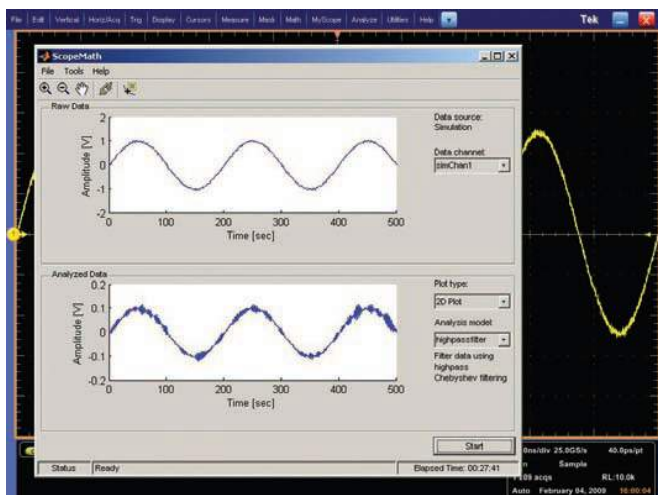 File Edit Vertical Horiz/Acq Trig Display Cursors Measure Mask Math MyScope Analyze Utilities Help Tek
ScopeMath
File Tools Help
Raw Data
2
1
0
-1
-2
Amplitude [V]
0 100 200 300 400 500
Time [sec]
Data source:
Simulation
Data channel:
simChan1
Analyzed Data
0.2
0.1
0
-0.1
-0.2
Amplitude [V]
0 100 200 300 400 500
Time [sec]
Plot type:
2D Plot
Analysis model:
highpassfilter
Filter data using
highpass
Chebyshev filtering
Start
Status Ready Elapsed Time: 00:27:41
0ns/div 25.0GS/s 40.0ps/pt
Sample
acqs RL:10.0k
Auto February 04, 2009 16:00:04